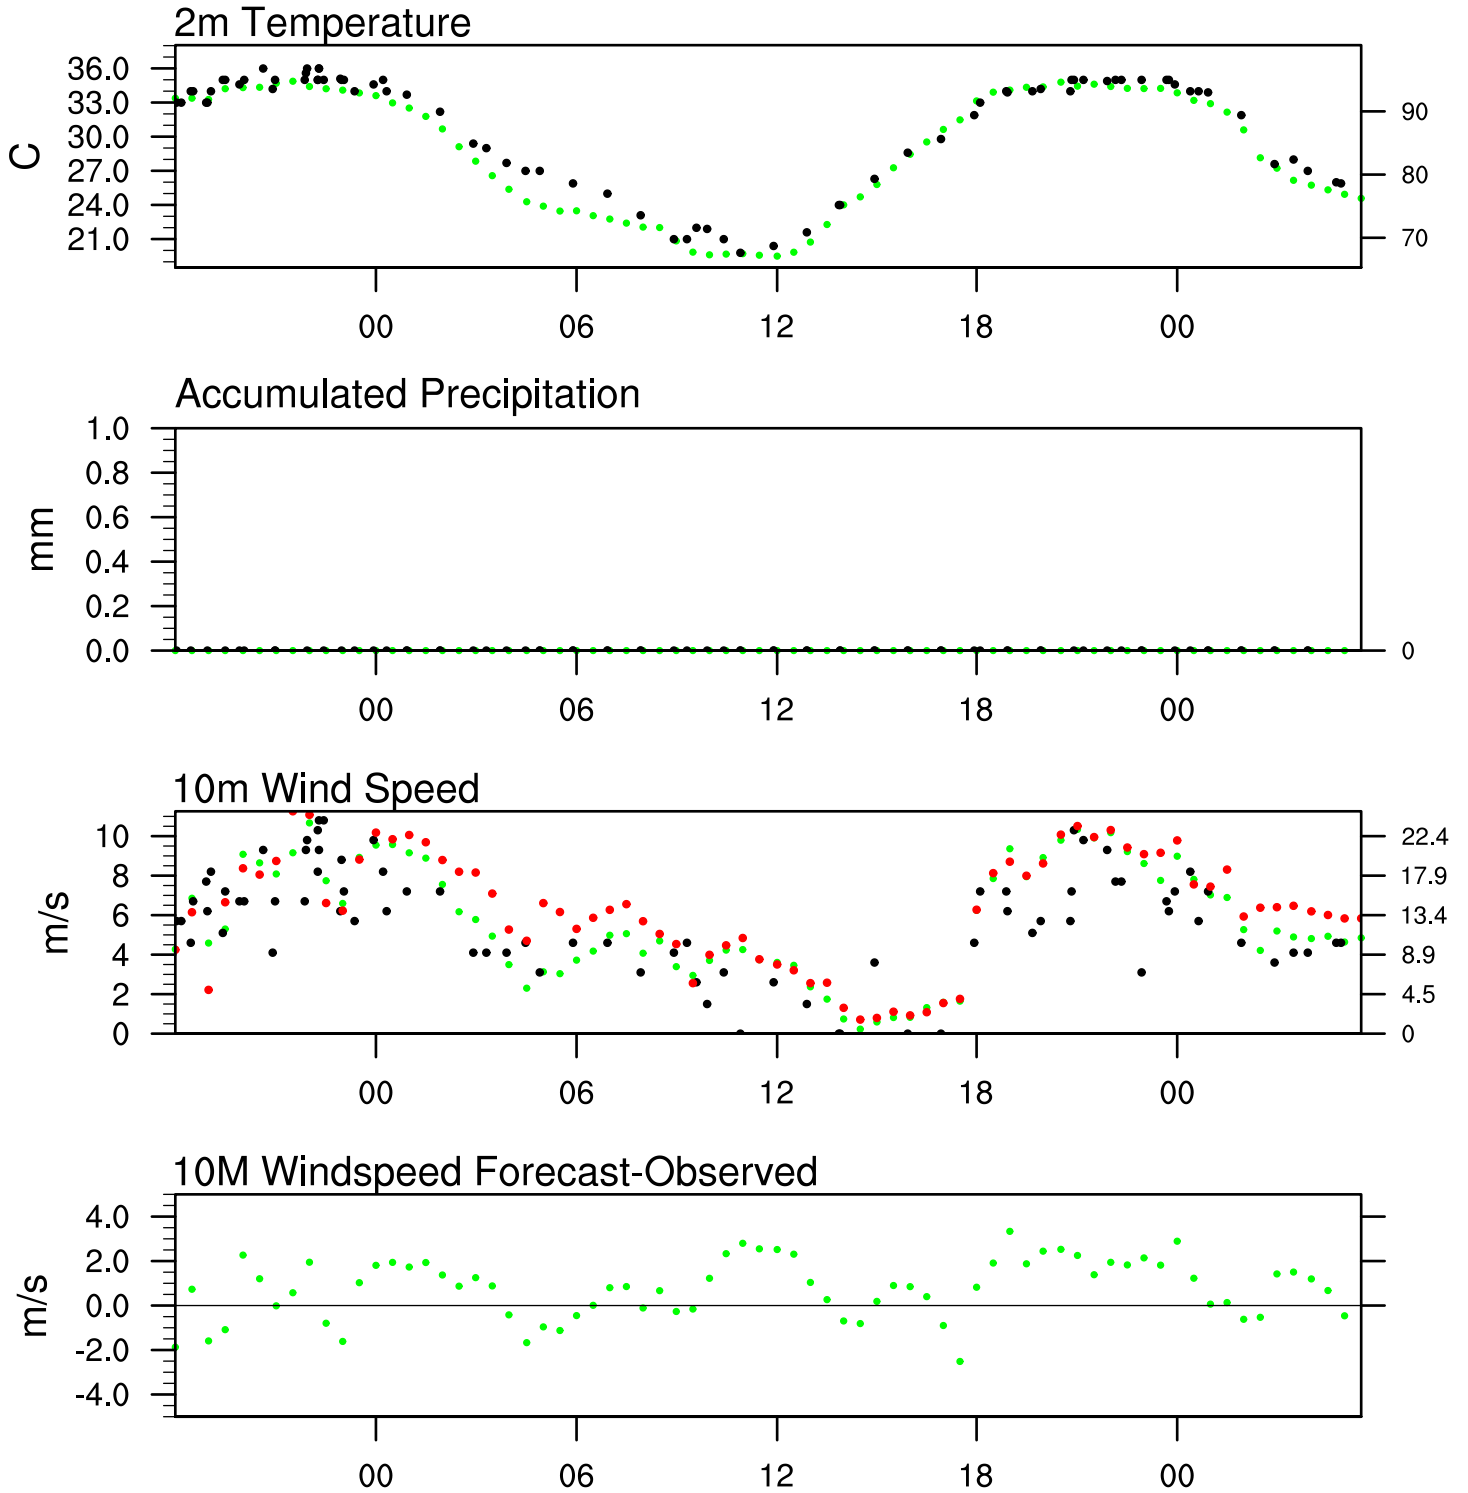 2m Temperature
C
36.0
33.0
30.0
27.0
24.0
21.0
90
80
70
00 06 12 18 00
Accumulated Precipitation
mm
1.0
0.8
0.6
0.4
0.2
0.0
0
00 06 12 18 00
10m Wind Speed
m/s
10
8
6
4
2
0
22.4
17.9
13.4
8.9
4.5
0
00 06 12 18 00
10M Windspeed Forecast-Observed
m/s
4.0
2.0
0.0
-2.0
-4.0
00 06 12 18 00